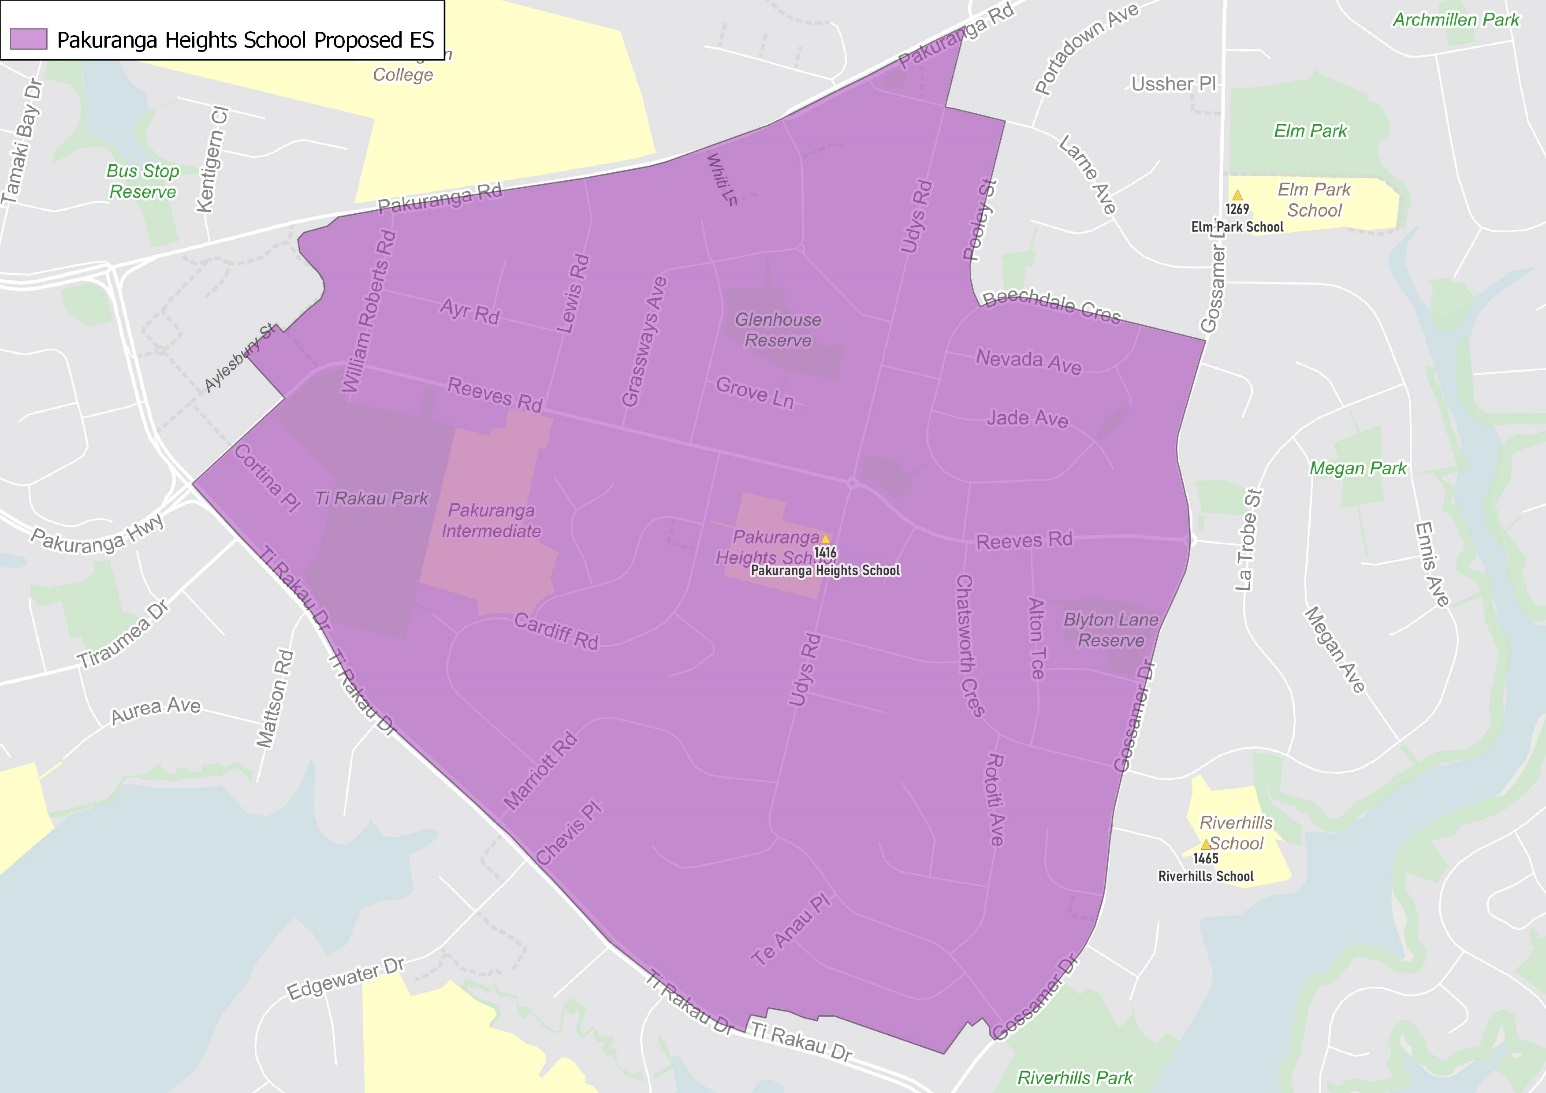 Pakuranga Heights School Proposed ES
College
Pakuranga Rd
Portadown Ave
Archmillen Park
Ussher Pl
Tamaki Bay Dr
Kentigern Cl
Bus Stop
Reserve
Elm Park
Larne Ave
Whiti Ln
Pakuranga Rd
Elm Park
School
1269
Elm Park School
Udys Rd
Pooley St
Gossamer D
William Roberts Rd
Lewis Rd
Ayr Rd
Grassways Ave
Glenhouse
Reserve
Beechdale Cres
Aylesbury St
Nevada Ave
Reeves Rd
Grove Ln
Jade Ave
Megan Park
Cortina Pl
Ti Rakau Park
Pakuranga
Intermediate
La Trobe St
Pakuranga Hwy
Pakuranga
Heights School
1416
Pakuranga Heights School
Reeves Rd
Ennis Ave
Ti Rakau Dr
Tiraumea Dr
Cardiff Rd
Chatsworth Cres
Alton Tce
Blyton Lane
Reserve
Megan Ave
Udys Rd
Mattson Rd
Ti Rakau Dr
Aurea Ave
Gossamer Dr
Marriott Rd
Rotoiti Ave
Chevis Pl
Riverhills
School
1465
Riverhills School
Te Anau Pl
Edgewater Dr
Ti Rakau Dr
Gossamer Dr
Ti Rakau Dr
Riverhills Park